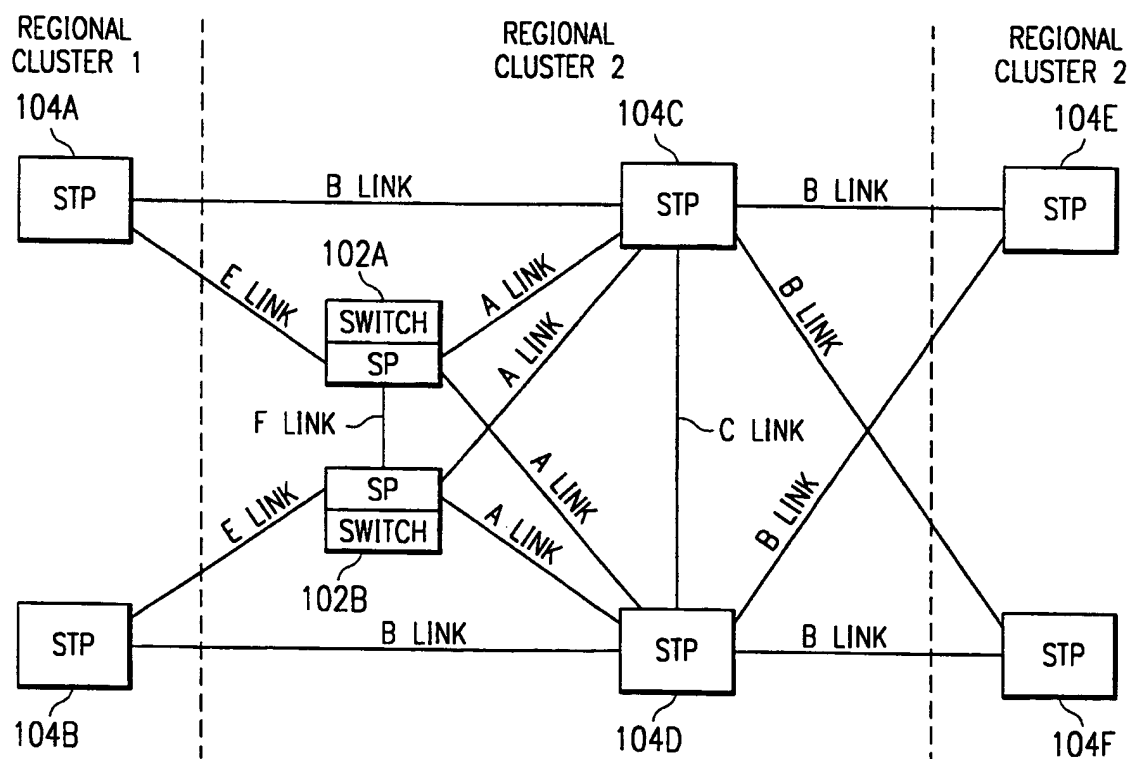 REGIONAL
CLUSTER 1
REGIONAL
CLUSTER 2
REGIONAL
CLUSTER 2
104A
104C
104E
STP
B LINK
STP
B LINK
STP
E LINK
102A
SWITCH
SP
A LINK
A LINK
B LINK
F LINK
C LINK
E LINK
SP
SWITCH
102B
A LINK
A LINK
B LINK
STP
B LINK
STP
B LINK
STP
104B
104D
104F